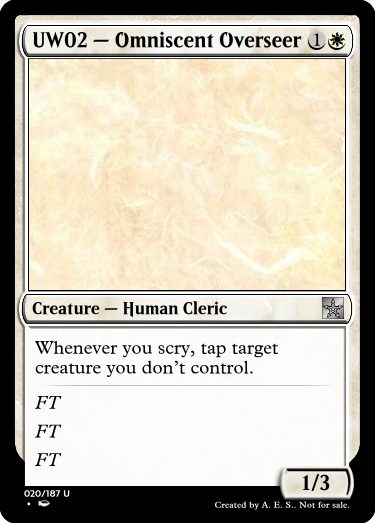 UW02 — Omniscent Overseer 1
Creature — Human Cleric
Whenever you scry, tap target
creature you don't control.
FT
FT
FT
1/3
020/187 U
Created by A. E. S.. Not for sale.